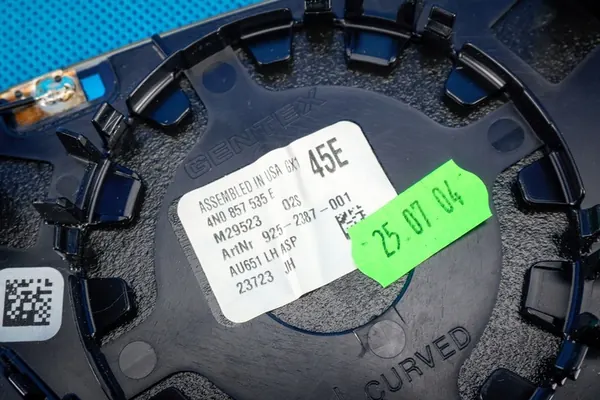 GENTEX
ASSEMBLED IN USA GX1 45E
4N0 857 535 E
M29523 02S
ArtNr 925-2387-001
AU651 LH ASP
23723 JH
25.07.04
CURVED